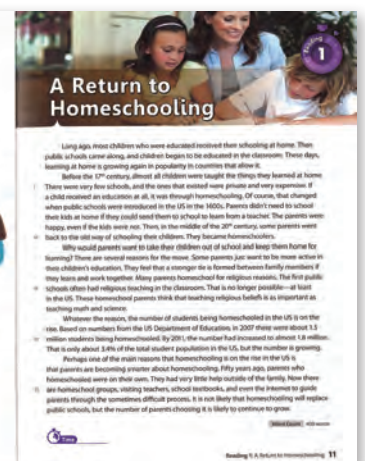 Reading
1
A Return to
Homeschooling
Long ago, most children who were educated received their schooling at home. Then
public schools came along, and children began to be educated in the classroom. These days,
learning at home is growing again in popularity in countries that allow it.
Before the 17th century, almost all children were taught the things they learned at home.
There were very few schools, and the ones that existed were private and very expensive. If
a child received an education at all, it was through homeschooling. Of course, that changed
when public schools were introduced in the US in the 1600s. Parents didn't need to school
their kids at home if they could send them to school to learn from a teacher. The parents were
happy, even if the kids were not. Then, in the middle of the 20th century, some parents went
back to the old way of schooling their children. They became homeschoolers.
Why would parents want to take their children out of school and keep them home for
learning? There are several reasons for the move. Some parents just want to be more active in
their children's education. They feel that a stronger tie is formed between family members if
they learn and work together. Many parents homeschool for religious reasons. The first public
schools often had religious teaching in the classroom. That is no longer possible—at least
in the US. These homeschool parents think that teaching religious beliefs is as important as
teaching math and science.
Whatever the reason, the number of students being homeschooled in the US is on the
rise. Based on numbers from the US Department of Education, in 2007 there were about 1.5
million students being homeschooled. By 2011, the number had increased to almost 1.8 million.
That is only about 3.4% of the total student population in the US, but the number is growing.
Perhaps one of the main reasons that homeschooling is on the rise in the US is
that parents are becoming smarter about homeschooling. Fifty years ago, parents who
homeschooled were on their own. They had very little help outside of the family. Now there
are homeschool groups, visiting teachers, school textbooks, and even the Internet to guide
parents through the sometimes difficult process. It is not likely that homeschooling will replace
public schools, but the number of parents choosing it is likely to continue to grow.
Word Count words
Time
Reading 1: A Return to Homeschooling 11